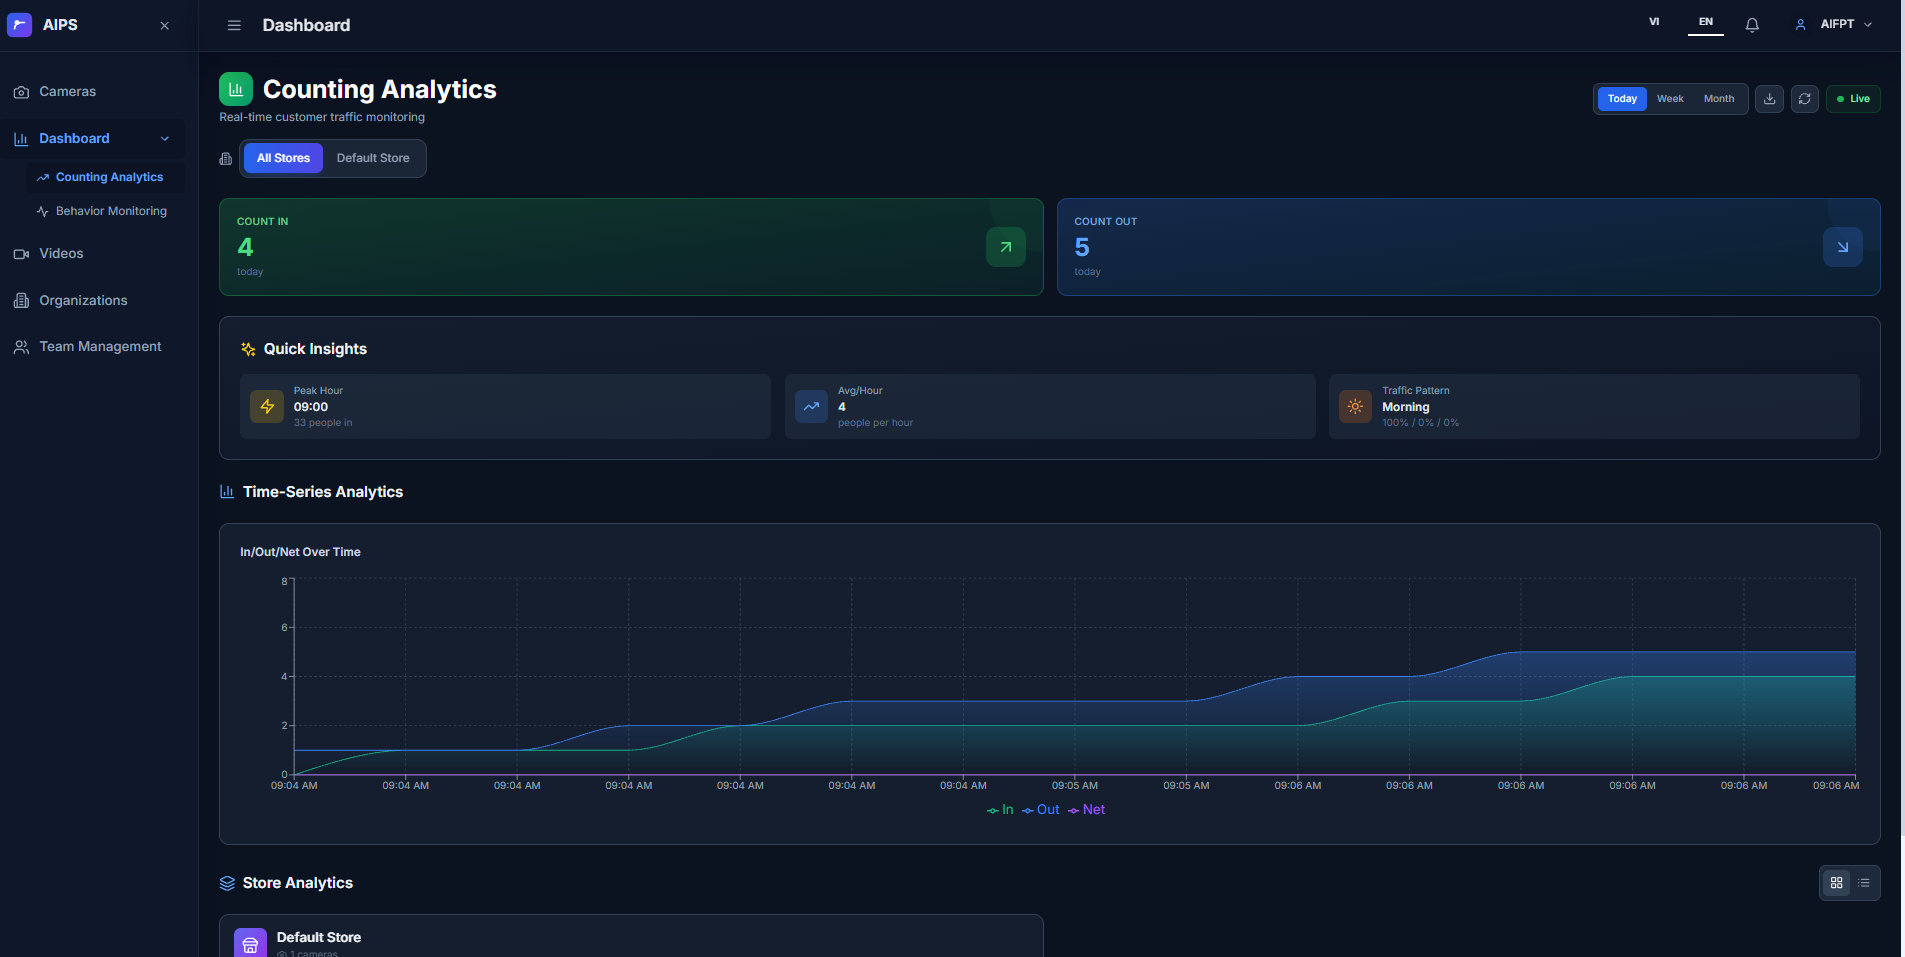 AIPS
Dashboard
VI
EN
AIFPT
Cameras
Dashboard
Counting Analytics
Behavior Monitoring
Videos
Organizations
Team Management
Counting Analytics
Real-time customer traffic monitoring
Today
Week
Month
Live
All Stores
Default Store
COUNT IN
4
today
COUNT OUT
5
today
Quick Insights
Peak Hour
09:00
33 people in
Avg/Hour
4
people per hour
Traffic Pattern
Morning
100% / 0% / 0%
Time-Series Analytics
In/Out/Net Over Time
8
6
4
2
0
09:04 AM 09:04 AM 09:04 AM 09:04 AM 09:04 AM 09:04 AM 09:04 AM 09:05 AM 09:05 AM 09:06 AM 09:06 AM 09:06 AM 09:06 AM 09:06 AM 09:06 AM
In Out Net
Store Analytics
Default Store
1 cameras